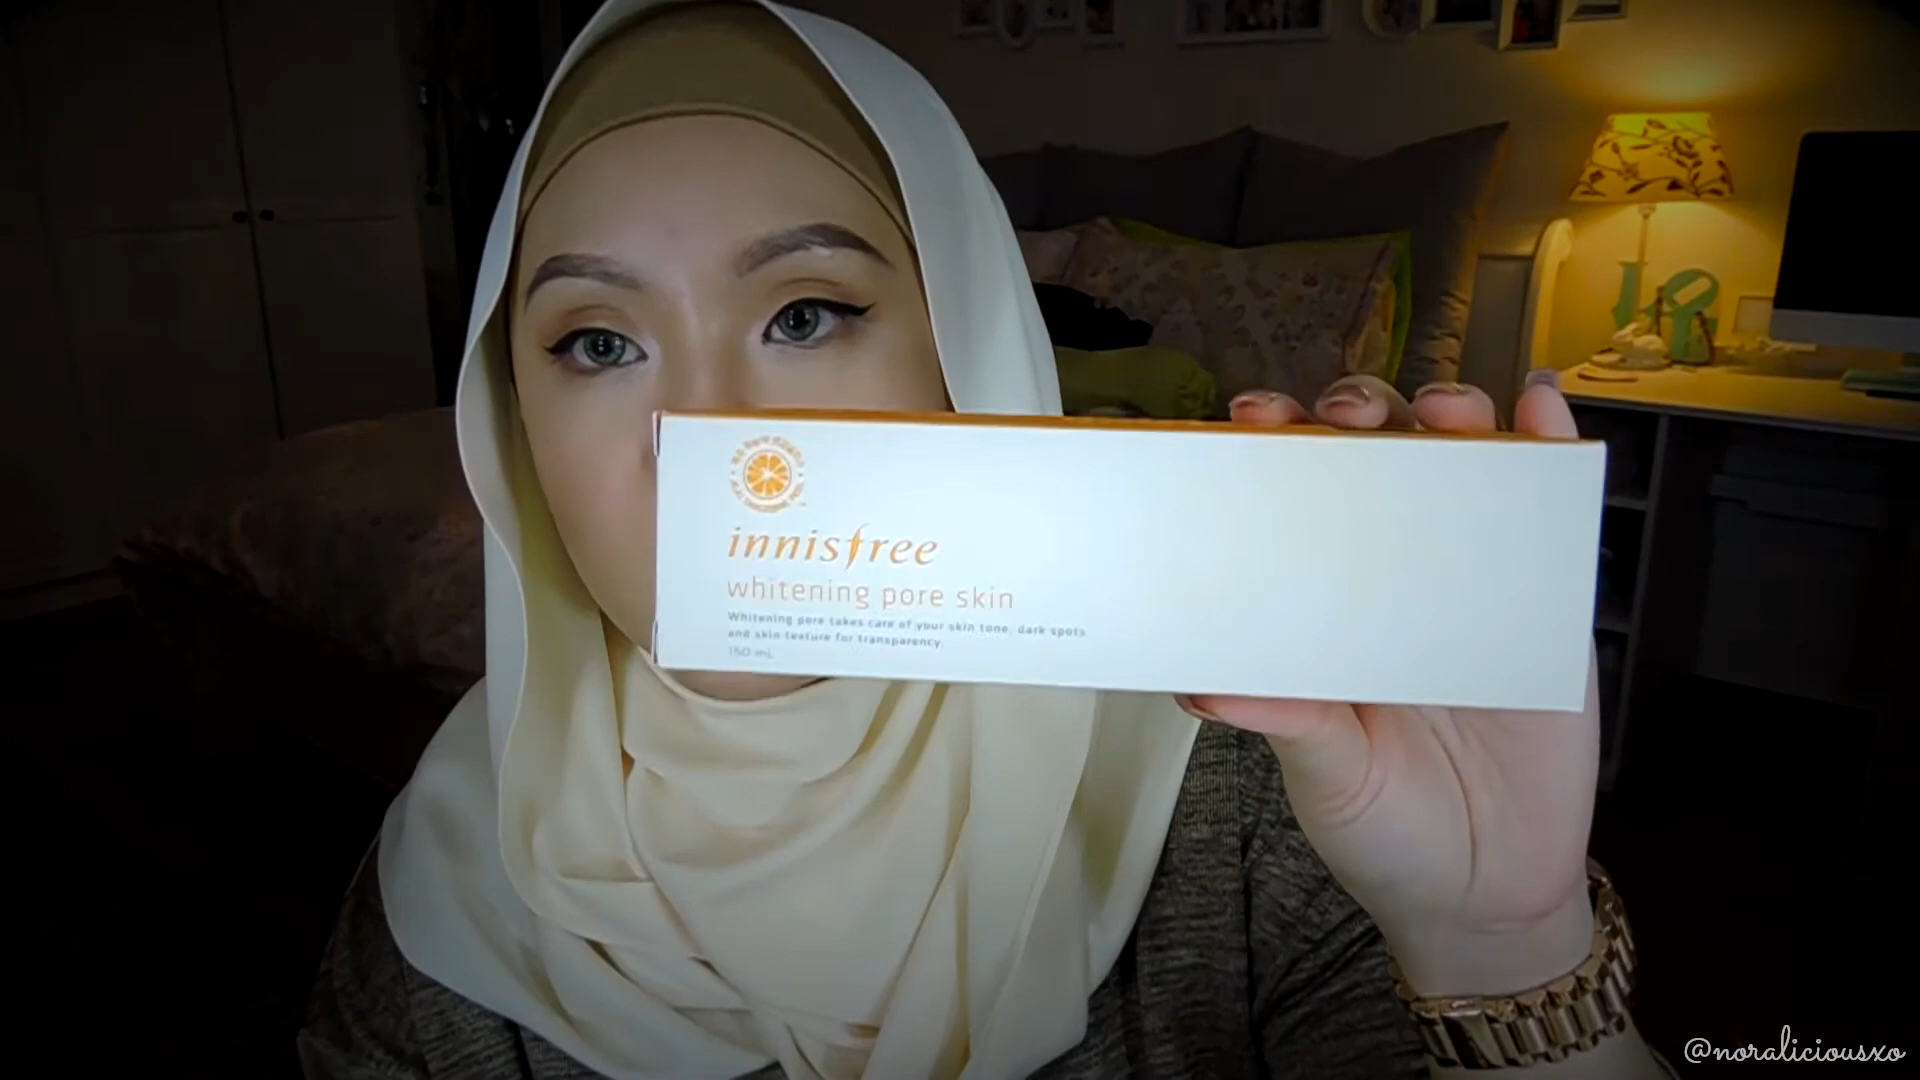 innisfree
whitening pore skin
Whitening pore takes care of your skin tone, dark spots
and skin texture for transparency.
150 mL
LO
@noraliciousxo